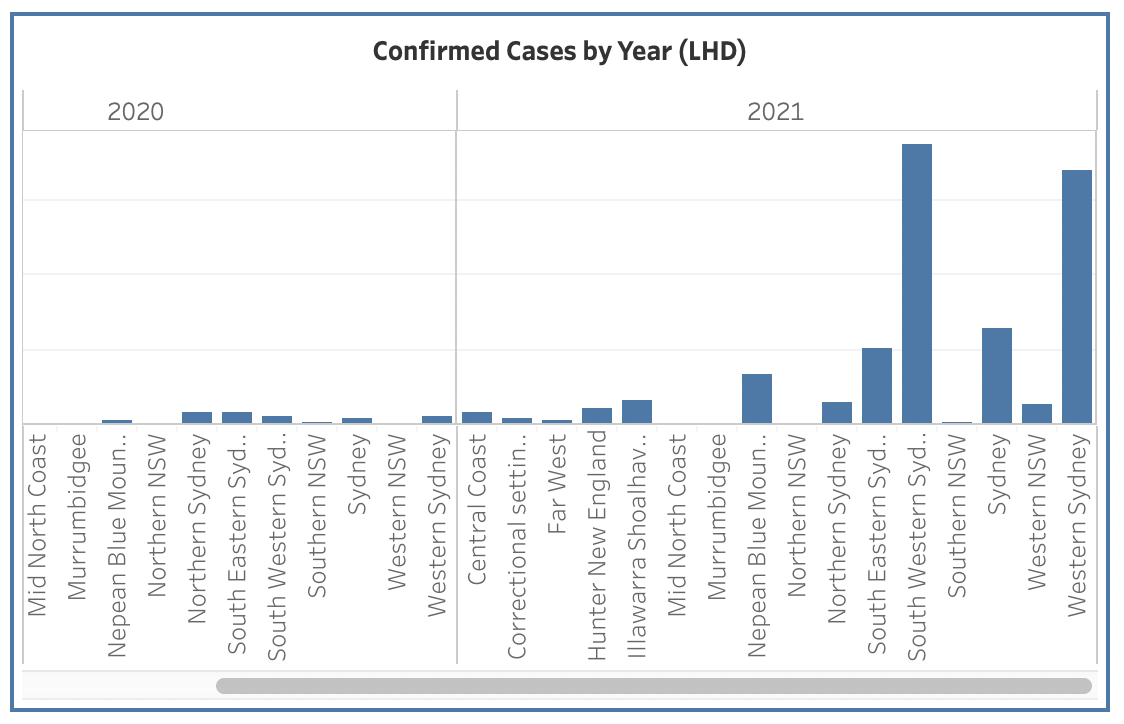 Confirmed Cases by Year (LHD)
2020
2021
Mid North Coast
Murrumbidgee
Nepean Blue Moun..
Northern NSW
Northern Sydney
South Eastern Syd..
South Western Syd..
Southern NSW
Sydney
Western NSW
Western Sydney
Central Coast
Correctional settin..
Far West
Hunter New England
Illawarra Shoalhav..
Mid North Coast
Murrumbidgee
Nepean Blue Moun..
Northern NSW
Northern Sydney
South Eastern Syd..
South Western Syd..
Southern NSW
Sydney
Western NSW
Western Sydney